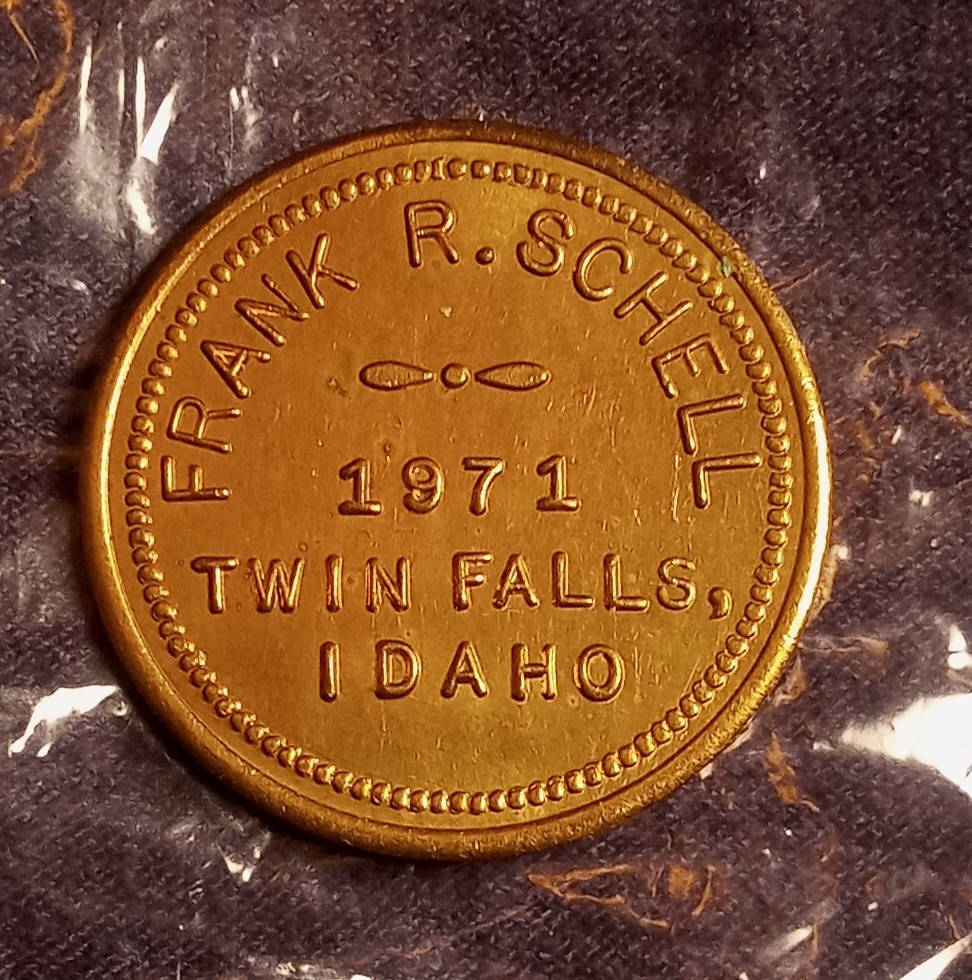 FRANK R. SCHELL
1971
TWIN FALLS,
IDAHO